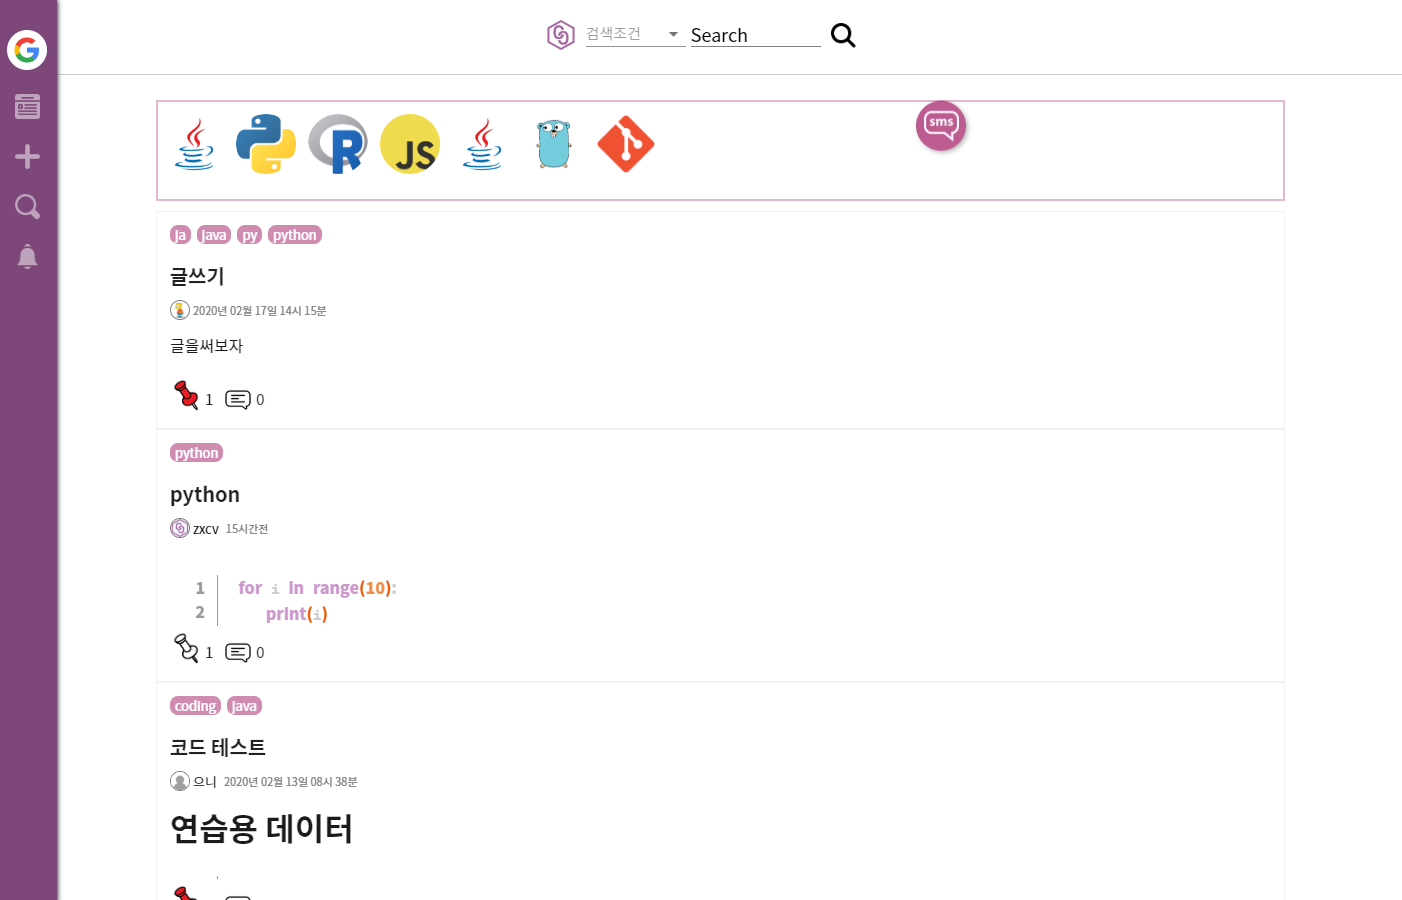 검색조건 Search
R JS sms
ja java py python
글쓰기
2020년 02월 17일 14시 15분
글을써보자
1 0
python
python
zxcv 15시간전
1 for i in range(10):
2 print(i)
1 0
coding java
코드 테스트
으니 2020년 02월 13일 08시 38분
연습용 데이터